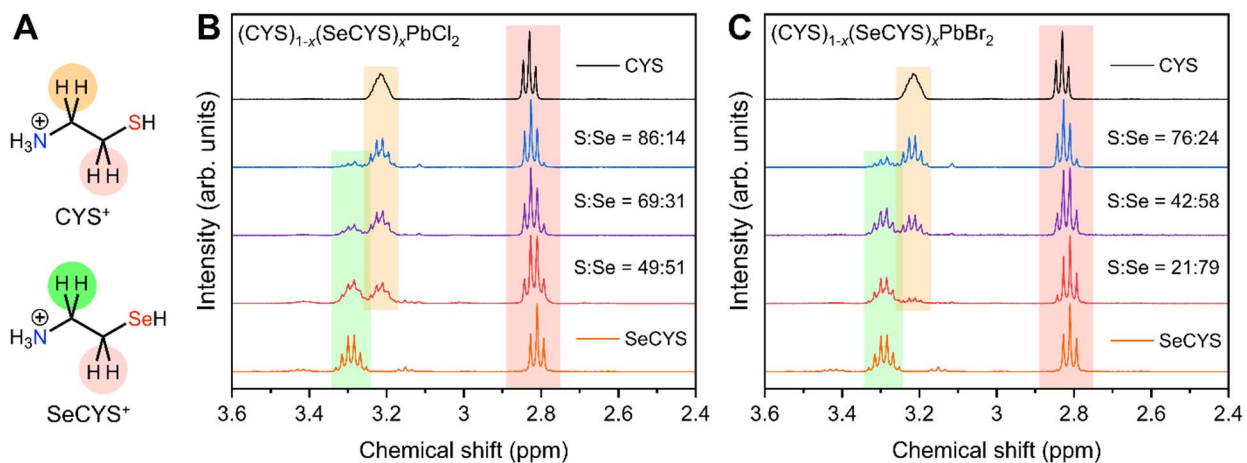 A
H H
H₃N
⊕
SH
H H
CYS⁺
H H
H₃N
⊕
SeH
H H
SeCYS⁺
B
(CYS)₁₋ₓ(SeCYS)ₓPbCl₂
CYS
S:Se = 86:14
S:Se = 69:31
S:Se = 49:51
SeCYS
Intensity (arb. units)
3.6 3.4 3.2 3 2.8 2.6 2.4
Chemical shift (ppm)
C
(CYS)₁₋ₓ(SeCYS)ₓPbBr₂
CYS
S:Se = 76:24
S:Se = 42:58
S:Se = 21:79
SeCYS
Intensity (arb. units)
3.6 3.4 3.2 3 2.8 2.6 2.4
Chemical shift (ppm)